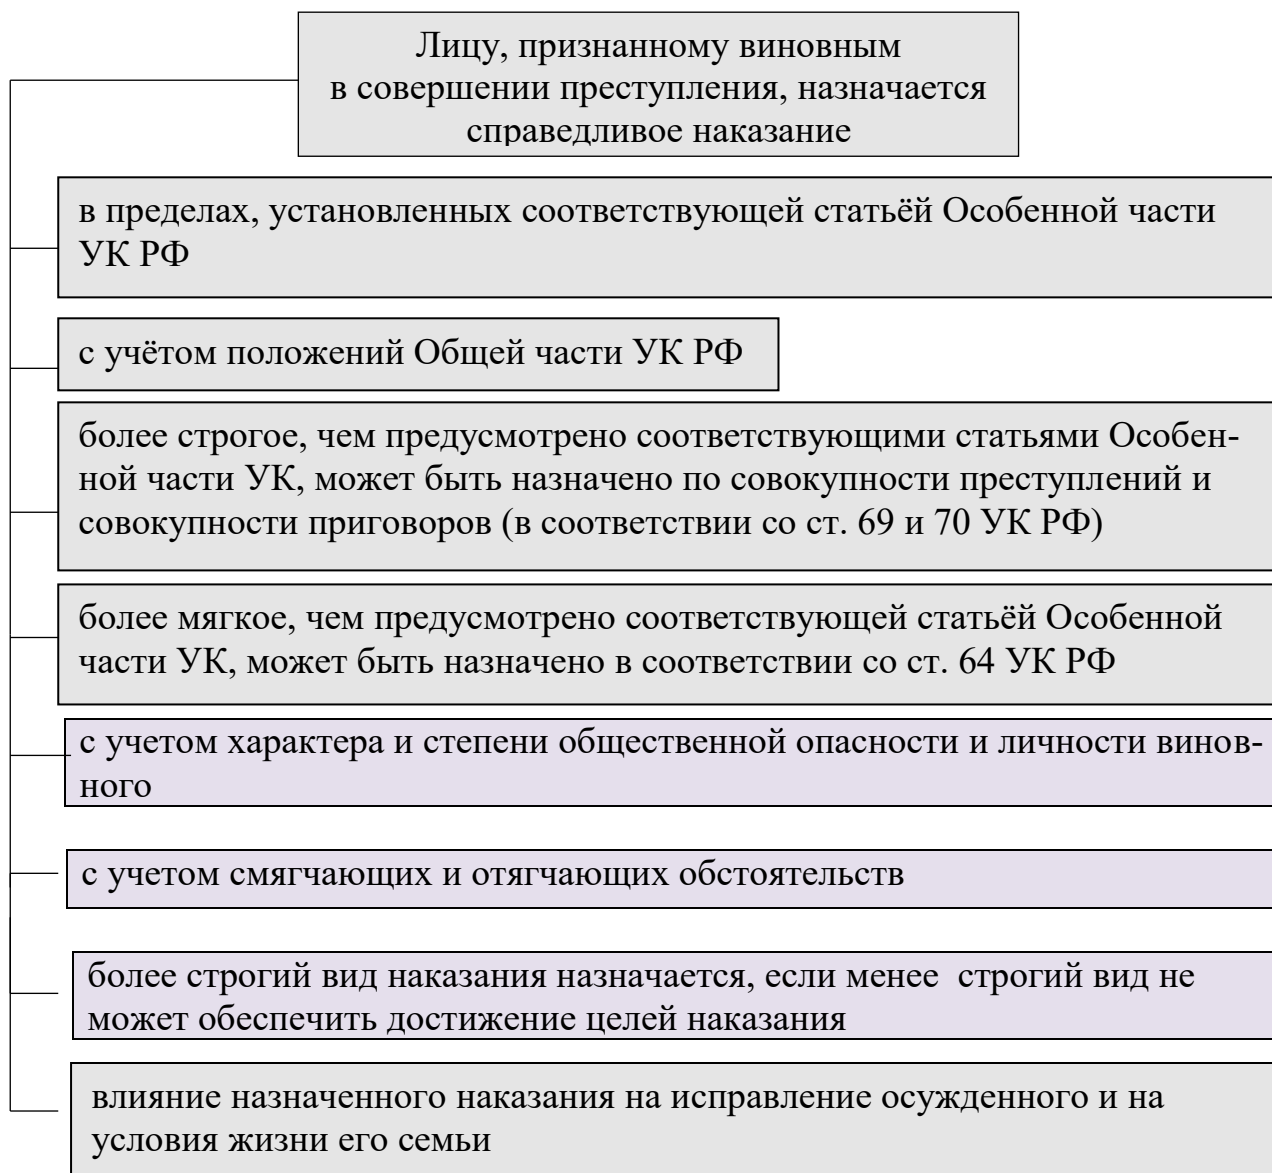 Лицу, признанному виновным
в совершении преступления, назначается
справедливое наказание
в пределах, установленных соответствующей статьёй Особенной части
УК РФ
с учётом положений Общей части УК РФ
более строгое, чем предусмотрено соответствующими статьями Особен-
ной части УК, может быть назначено по совокупности преступлений и
совокупности приговоров (в соответствии со ст. 69 и 70 УК РФ)
более мягкое, чем предусмотрено соответствующей статьёй Особенной
части УК, может быть назначено в соответствии со ст. 64 УК РФ
с учетом характера и степени общественной опасности и личности винов-
ного
с учетом смягчающих и отягчающих обстоятельств
более строгий вид наказания назначается, если менее  строгий вид не
может обеспечить достижение целей наказания
влияние назначенного наказания на исправление осужденного и на
условия жизни его семьи